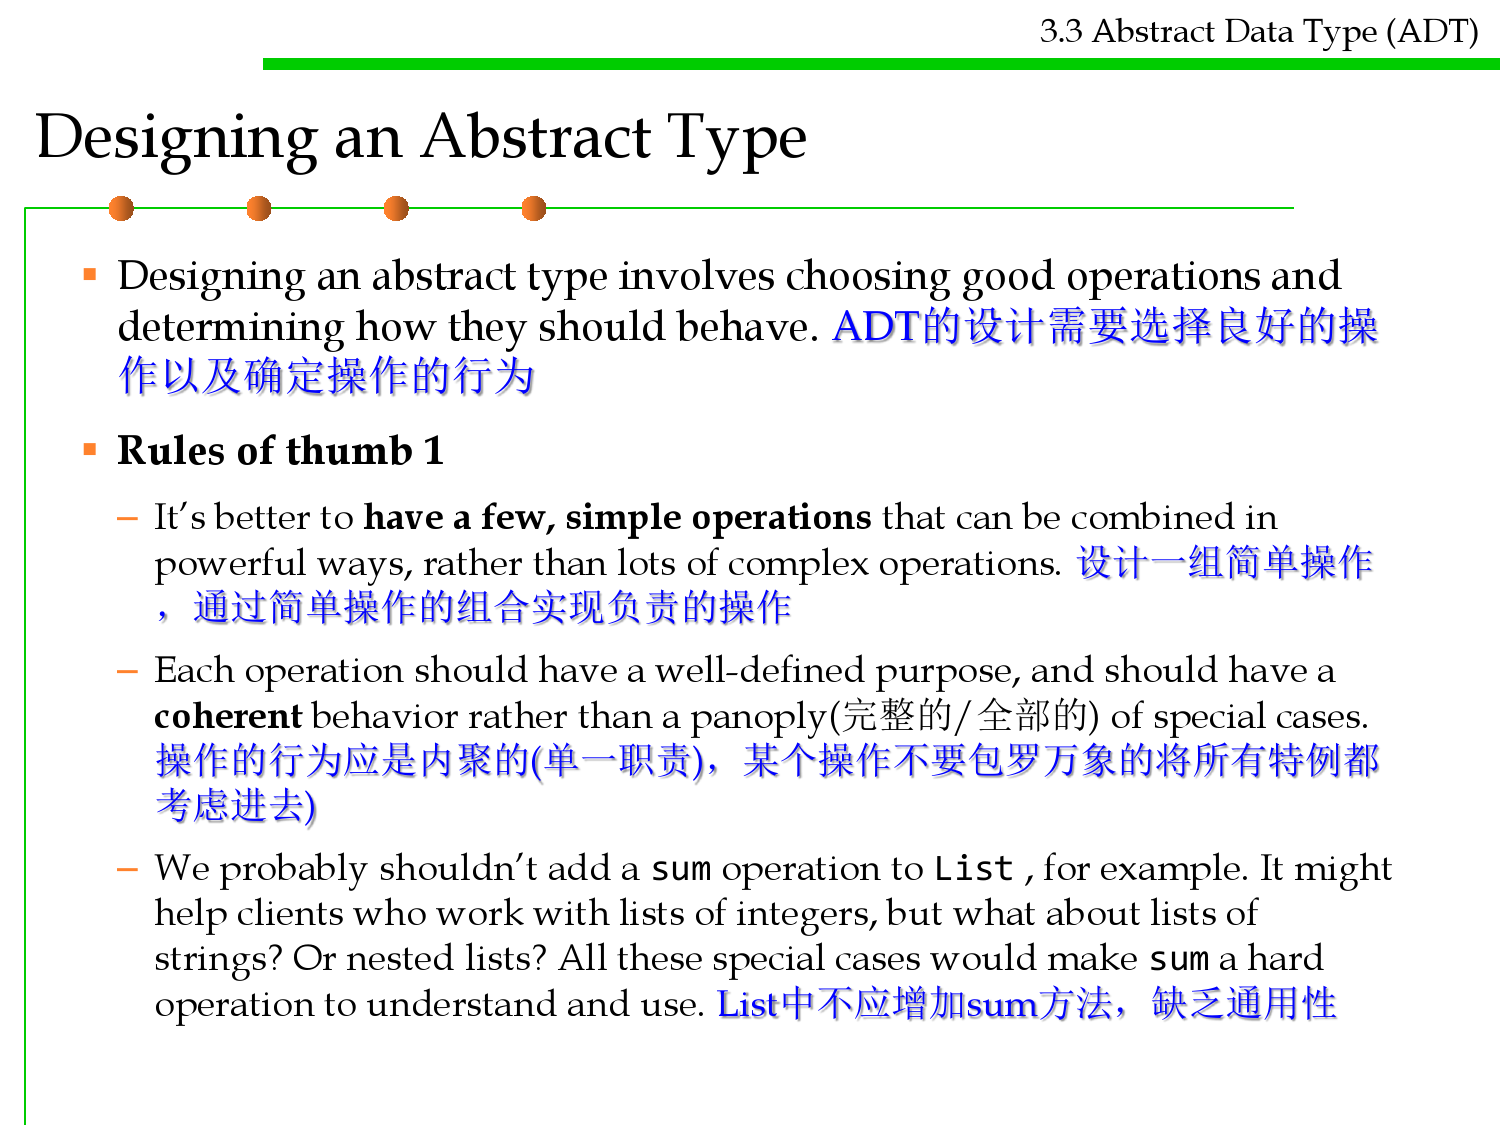 3.3 Abstract Data Type (ADT)
Designing an Abstract Type
Designing an abstract type involves choosing good operations and
determining how they should behave. ADT的设计需要选择良好的操
作以及确定操作的行为
Rules of thumb 1
– It’s better to have a few, simple operations that can be combined in
powerful ways, rather than lots of complex operations. 设计一组简单操作
，通过简单操作的组合实现负责的操作
– Each operation should have a well-defined purpose, and should have a
coherent behavior rather than a panoply(完整的/全部的) of special cases.
操作的行为应是内聚的(单一职责)，某个操作不要包罗万象的将所有特例都
考虑进去)
– We probably shouldn’t add a sum operation to List , for example. It might
help clients who work with lists of integers, but what about lists of
strings? Or nested lists? All these special cases would make sum a hard
operation to understand and use. List中不应增加sum方法，缺乏通用性